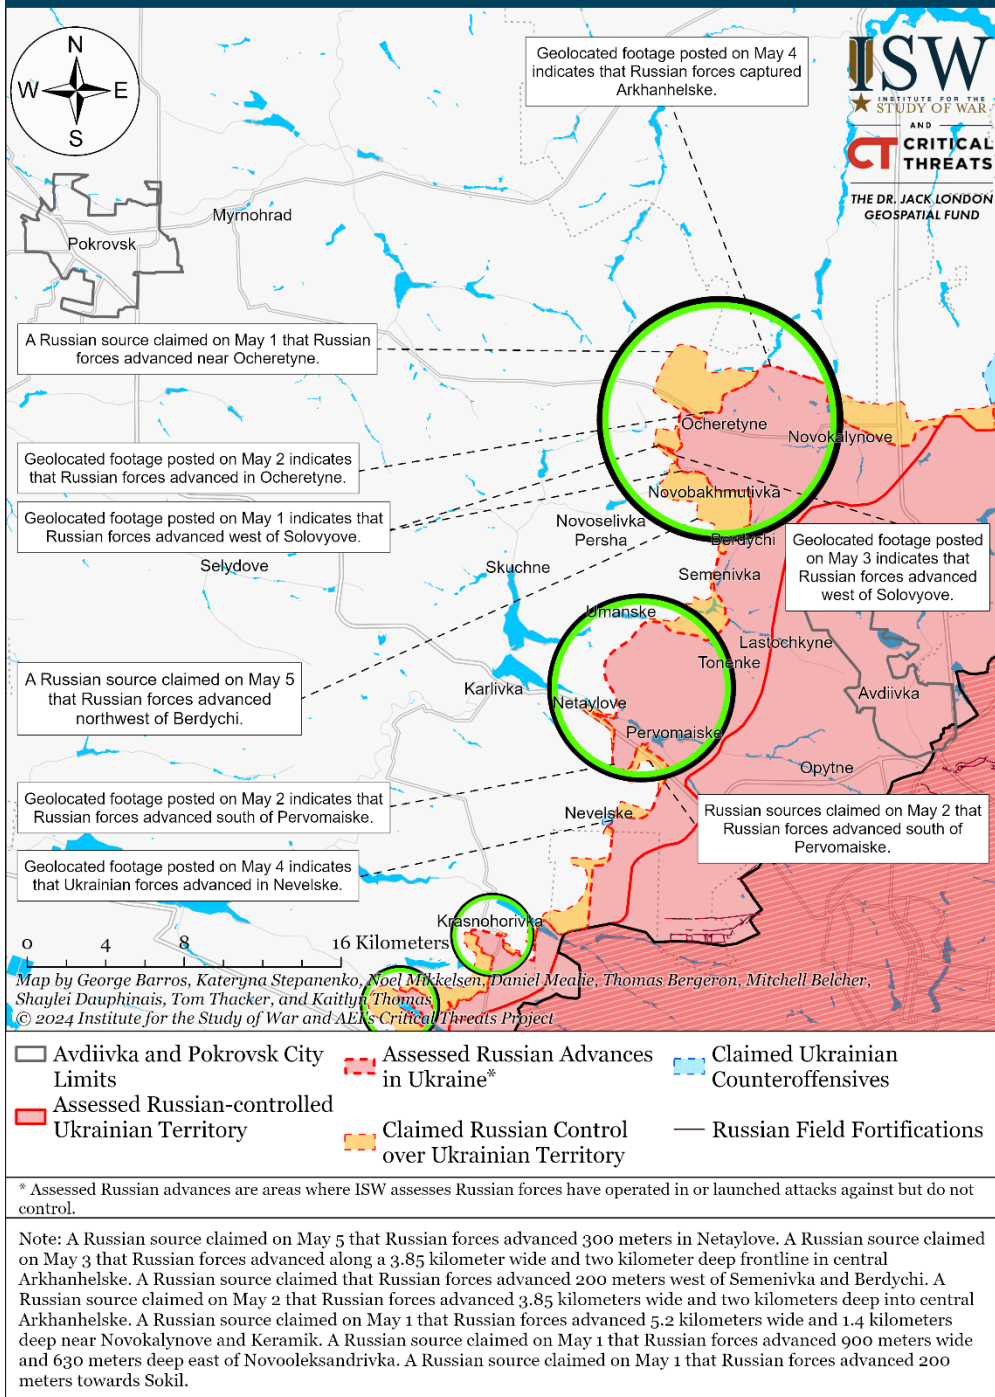 N
W E
S
Geolocated footage posted on May 4
indicates that Russian forces captured
Arkhanhelske.
ISW
INSTITUTE FOR THE
STUDY OF WAR
AND
CT CRITICAL
THREATS
THE DR. JACK LONDON
GEOSPATIAL FUND
Myrnohrad
Pokrovsk
A Russian source claimed on May 1 that Russian
forces advanced near Ocheretyne.
Ocheretyne
Novokalynove
Geolocated footage posted on May 2 indicates
that Russian forces advanced in Ocheretyne.
Novobakhmutivka
Geolocated footage posted on May 1 indicates that
Russian forces advanced west of Solovyove.
Novoselivka
Persha
Berdychi
Geolocated footage posted
on May 3 indicates that
Russian forces advanced
west of Solovyove.
Selydove
Skuchne
Semenivka
Umanske
Lastochkyne
Tonenke
A Russian source claimed on May 5
that Russian forces advanced
northwest of Berdychi.
Karlivka
Netaylove
Avdiivka
Pervomaiske
Opytne
Geolocated footage posted on May 2 indicates that
Russian forces advanced south of Pervomaiske.
Nevelske
Russian sources claimed on May 2 that
Russian forces advanced south of
Pervomaiske.
Geolocated footage posted on May 4 indicates
that Ukrainian forces advanced in Nevelske.
Krasnohorivka
0 4 8 16 Kilometers
Map by George Barros, Kateryna Stepanenko, Noel Mikkelsen, Daniel Mealie, Thomas Bergeron, Mitchell Belcher,
Shaylei Dauphinais, Tom Thacker, and Kaitlyn Thomas
© 2024 Institute for the Study of War and AEI's Critical Threats Project
Avdiivka and Pokrovsk City
Limits
Assessed Russian-controlled
Ukrainian Territory
Assessed Russian Advances
in Ukraine*
Claimed Russian Control
over Ukrainian Territory
Claimed Ukrainian
Counteroffensives
Russian Field Fortifications
* Assessed Russian advances are areas where ISW assesses Russian forces have operated in or launched attacks against but do not
control.
Note: A Russian source claimed on May 5 that Russian forces advanced 300 meters in Netaylove. A Russian source claimed
on May 3 that Russian forces advanced along a 3.85 kilometer wide and two kilometer deep frontline in central
Arkhanhelske. A Russian source claimed that Russian forces advanced 200 meters west of Semenivka and Berdychi. A
Russian source claimed on May 2 that Russian forces advanced 3.85 kilometers wide and two kilometers deep into central
Arkhanhelske. A Russian source claimed on May 1 that Russian forces advanced 5.2 kilometers wide and 1.4 kilometers
deep near Novokalynove and Keramik. A Russian source claimed on May 1 that Russian forces advanced 900 meters wide
and 630 meters deep east of Novooleksandrivka. A Russian source claimed on May 1 that Russian forces advanced 200
meters towards Sokil.